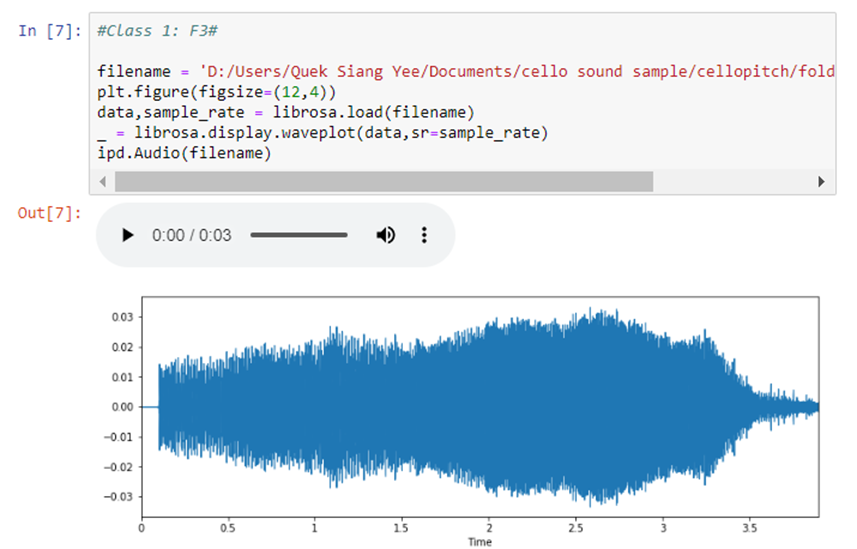 In [7]: #Class 1: F3#
filename = 'D:/Users/Quek Siang Yee/Documents/cello sound sample/cellopitch/fold
plt.figure(figsize=(12,4))
data,sample_rate = librosa.load(filename)
_ = librosa.display.waveplot(data,sr=sample_rate)
ipd.Audio(filename)
Out[7]:
0:00 / 0:03
0.03
0.02
0.01
0.00
−0.01
−0.02
−0.03
0 0.5 1 1.5 2 2.5 3 3.5
Time